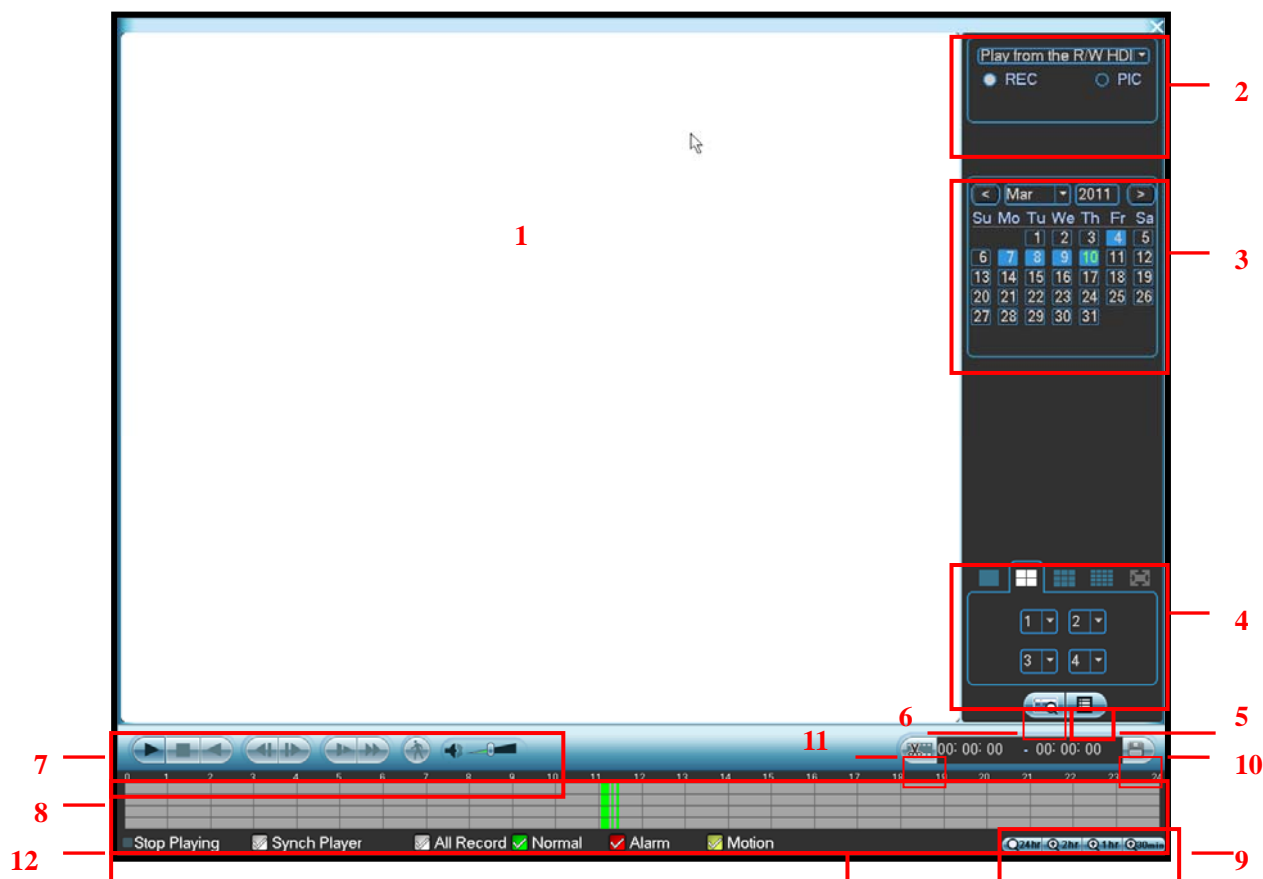 Play from the R/W HDI
REC PIC
2
< Mar 2011 >
Su Mo Tu We Th Fr Sa
1 2 3 4 5
6 7 8 9 10 11 12
13 14 15 16 17 18 19
20 21 22 23 24 25 26
27 28 29 30 31
3
1
1 2
3 4
4
6
5
11
00: 00: 00 - 00: 00: 00
10
7
0 1 2 3 4 5 6 7 8 9 10 11 12 13 14 15 16 17 18 19 20 21 22 23 24
8
Stop Playing Synch Player All Record Normal Alarm Motion
24hr 2hr 1hr 30min
12
9